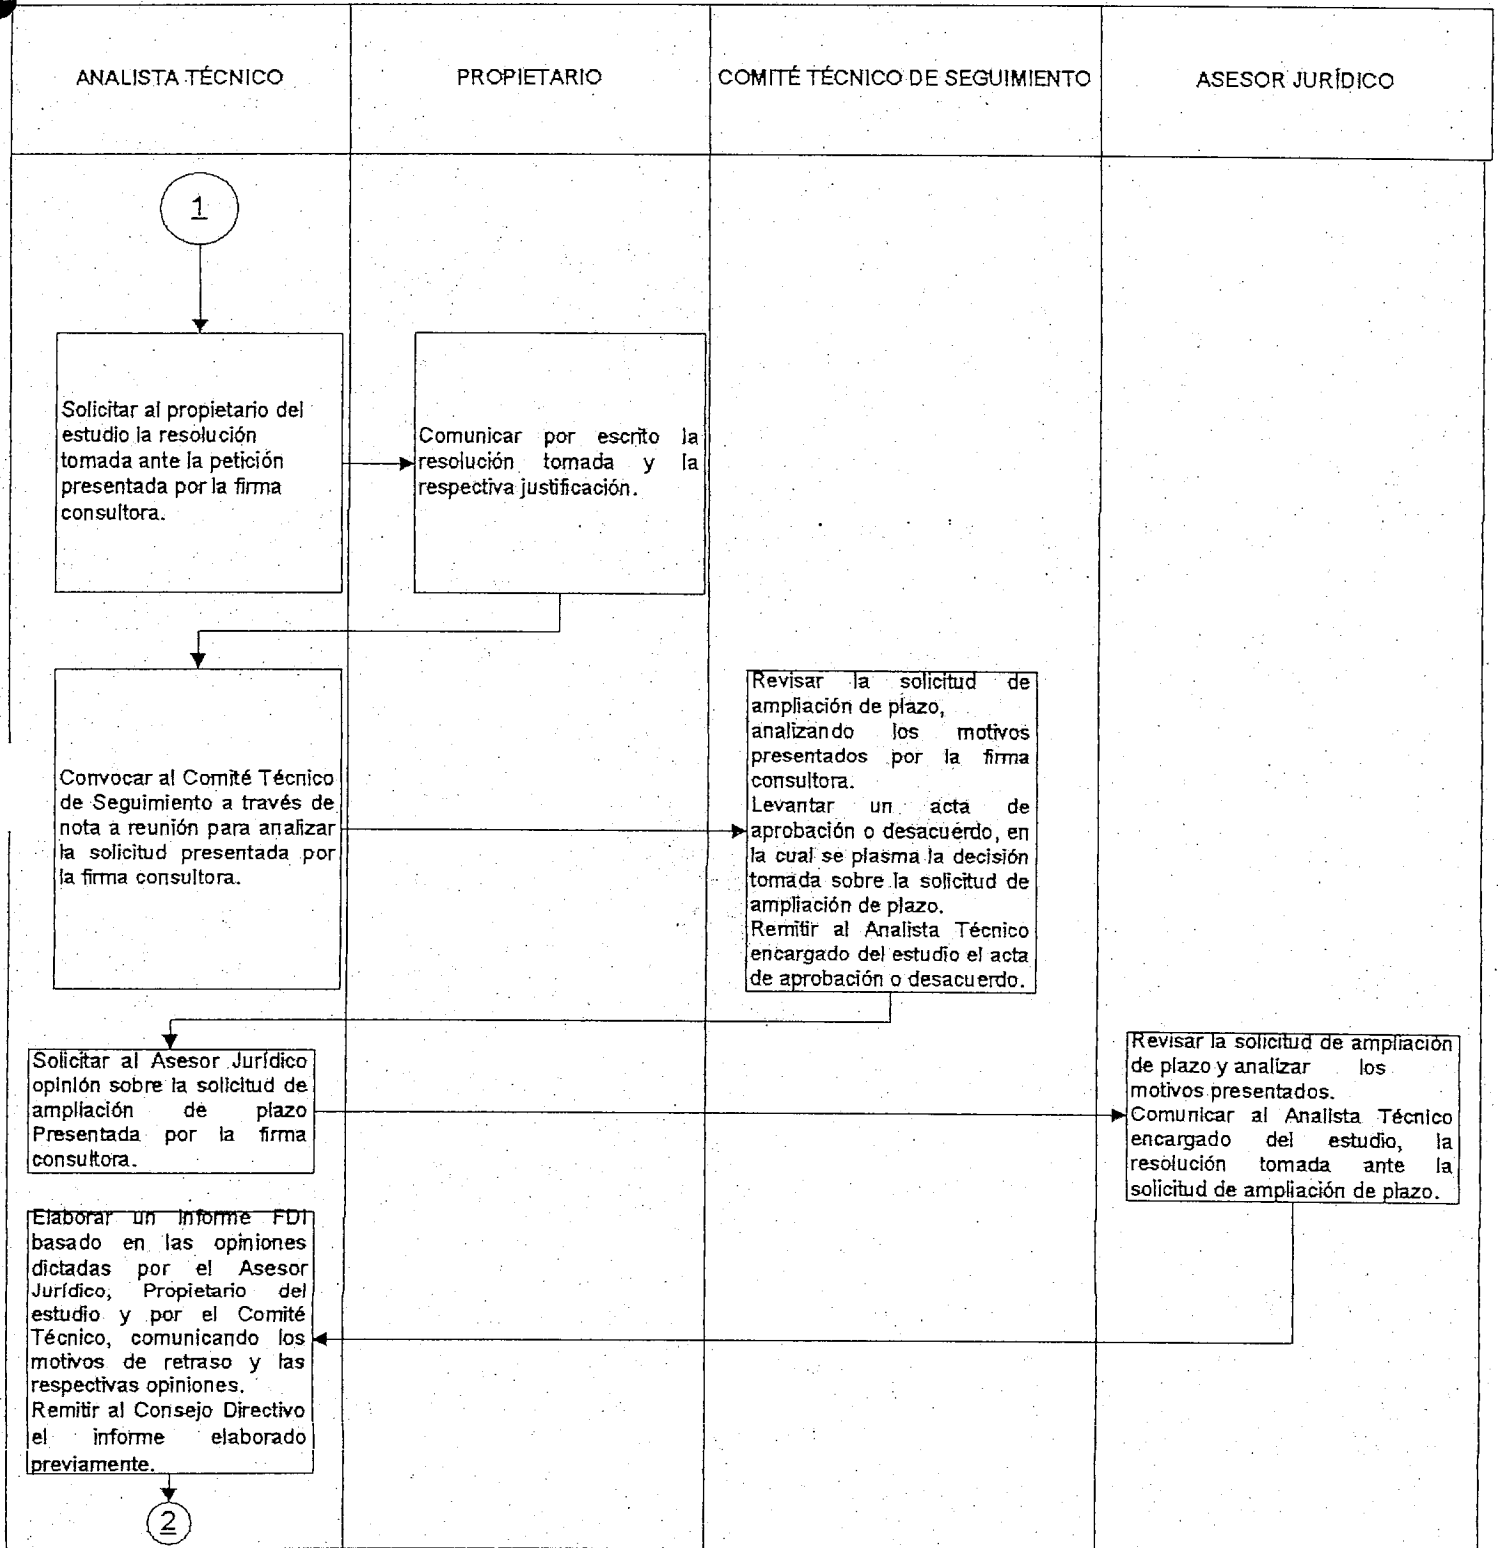 ANALISTA TÉCNICO
PROPIETARIO
COMITÉ TÉCNICO DE SEGUIMIENTO
ASESOR JURÍDICO
1
Solicitar al propietario del
estudio la resolución
tomada ante la petición
presentada por la firma
consultora.
Comunicar por escrito la
resolución tomada y la
respectiva justificación.
Convocar al Comité Técnico
de Seguimiento a través de
nota a reunión para analizar
la solicitud presentada por
la firma consultora.
Revisar la solicitud de
ampliación de plazo,
analizando los motivos
presentados por la firma
consultora.
Levantar un acta de
aprobación o desacuerdo, en
la cual se plasma la decisión
tomada sobre la solicitud de
ampliación de plazo.
Remitir al Analista Técnico
encargado del estudio el acta
de aprobación o desacuerdo.
Solicitar al Asesor Jurídico
opinión sobre la solicitud de
ampliación de plazo
Presentada por la firma
consultora.
Revisar la solicitud de ampliación
de plazo y analizar los
motivos presentados.
Comunicar al Analista Técnico
encargado del estudio, la
resolución tomada ante la
solicitud de ampliación de plazo.
Elaborar un informe FDI
basado en las opiniones
dictadas por el Asesor
Jurídico, Propietario del
estudio y por el Comité
Técnico, comunicando los
motivos de retraso y las
respectivas opiniones.
Remitir al Consejo Directivo
el informe elaborado
previamente.
2